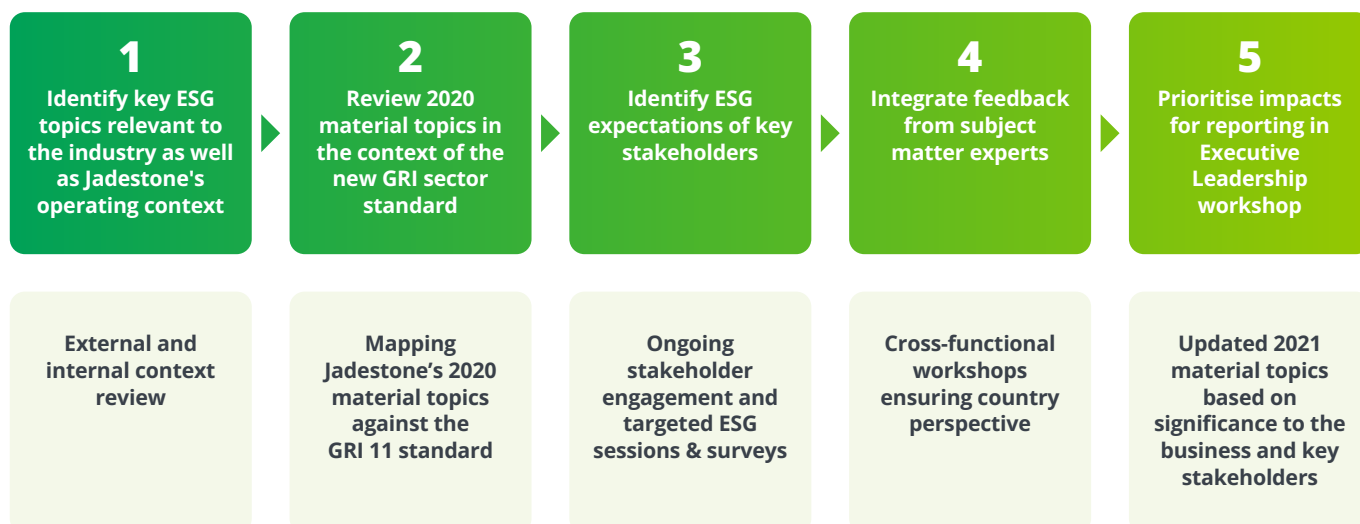 1
Identify key ESG
topics relevant to
the industry as well
as Jadestone's
operating context
2
Review 2020
material topics in
the context of the
new GRI sector
standard
3
Identify ESG
expectations of key
stakeholders
4
Integrate feedback
from subject
matter experts
5
Prioritise impacts
for reporting in
Executive
Leadership
workshop
External and
internal context
review
Mapping
Jadestone’s 2020
material topics
against the
GRI 11 standard
Ongoing
stakeholder
engagement and
targeted ESG
sessions & surveys
Cross-functional
workshops
ensuring country
perspective
Updated 2021
material topics
based on
significance to the
business and key
stakeholders